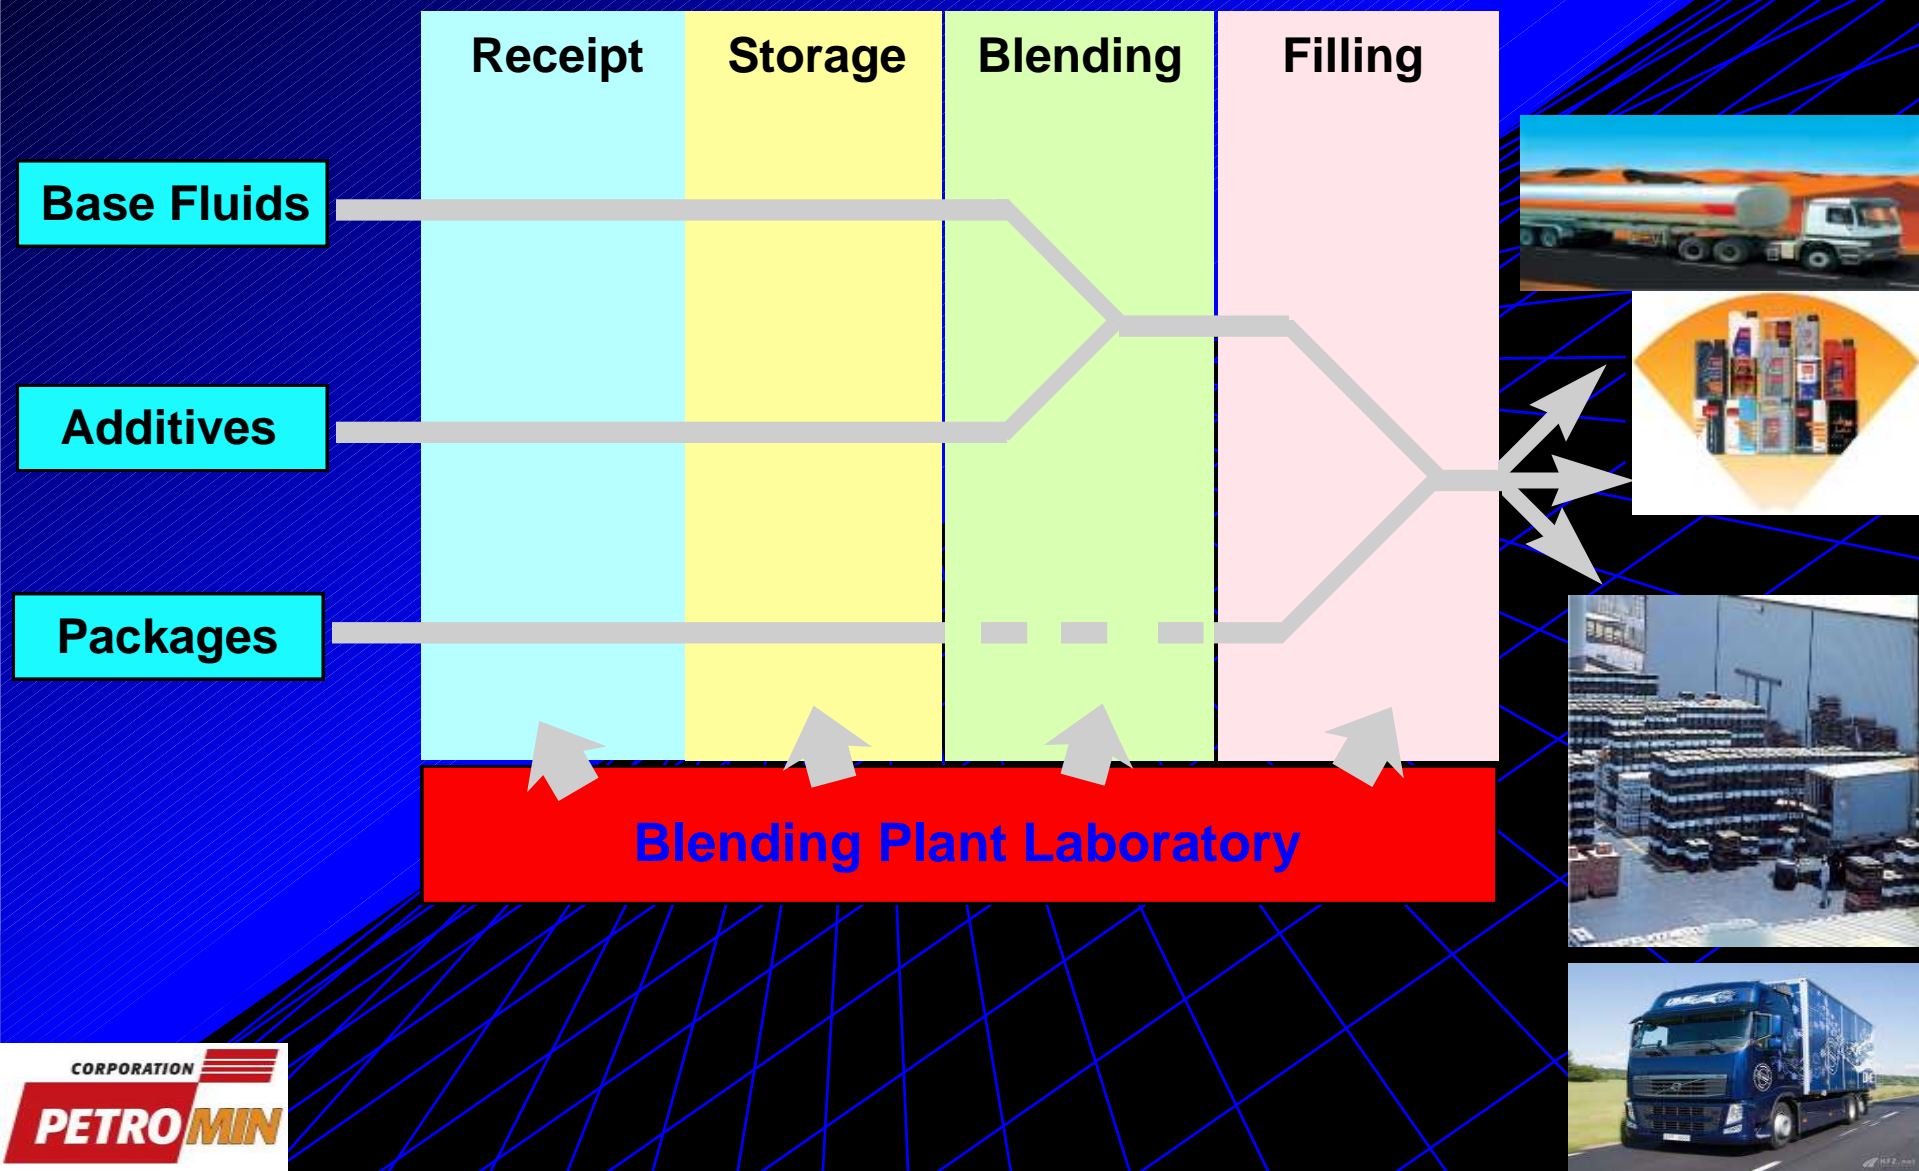 Receipt Storage Blending Filling
Base Fluids
Additives
Packages
Blending Plant Laboratory
CORPORATION
PETROMIN